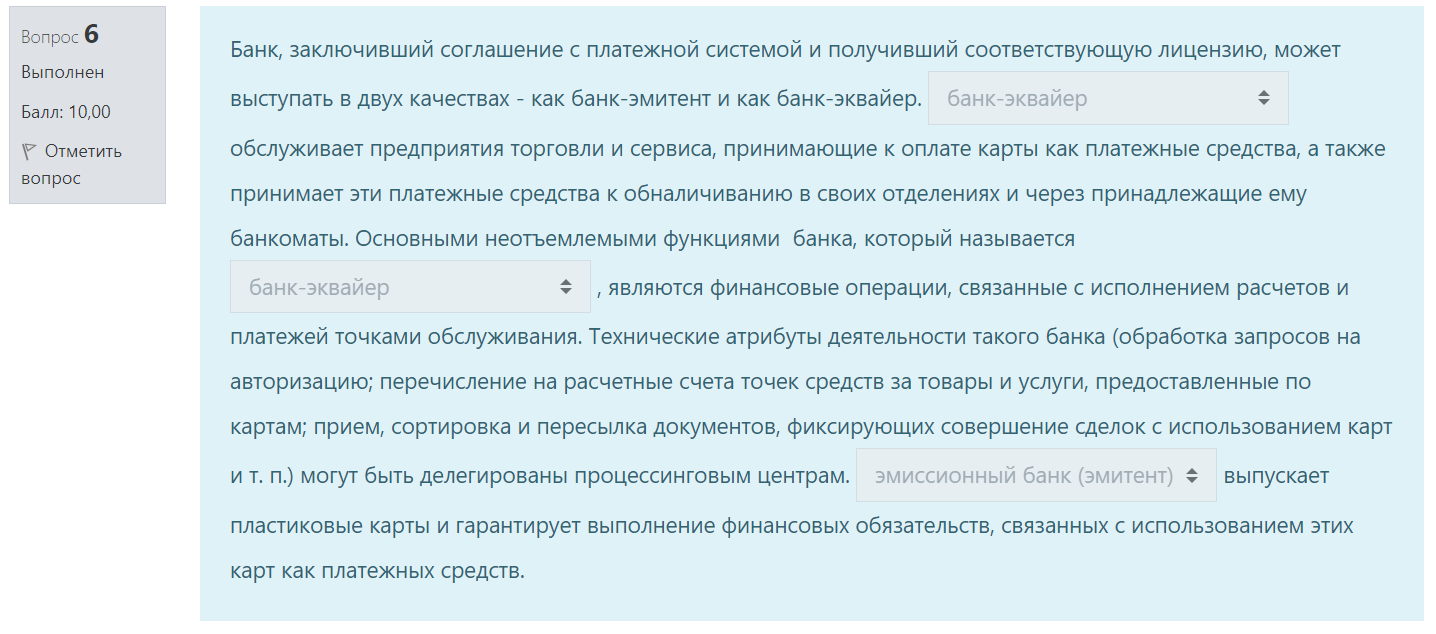 Вопрос 6
Выполнен
Балл: 10,00
Отметить
вопрос
Банк, заключивший соглашение с платежной системой и получивший соответствующую лицензию, может
выступать в двух качествах - как банк-эмитент и как банк-эквайер. банк-эквайер
обслуживает предприятия торговли и сервиса, принимающие к оплате карты как платежные средства, а также
принимает эти платежные средства к обналичиванию в своих отделениях и через принадлежащие ему
банкоматы. Основными неотъемлемыми функциями банка, который называется
банк-эквайер , являются финансовые операции, связанные с исполнением расчетов и
платежей точками обслуживания. Технические атрибуты деятельности такого банка (обработка запросов на
авторизацию; перечисление на расчетные счета точек средств за товары и услуги, предоставленные по
картам; прием, сортировка и пересылка документов, фиксирующих совершение сделок с использованием карт
и т. п.) могут быть делегированы процессинговым центрам. эмиссионный банк (эмитент) выпускает
пластиковые карты и гарантирует выполнение финансовых обязательств, связанных с использованием этих
карт как платежных средств.